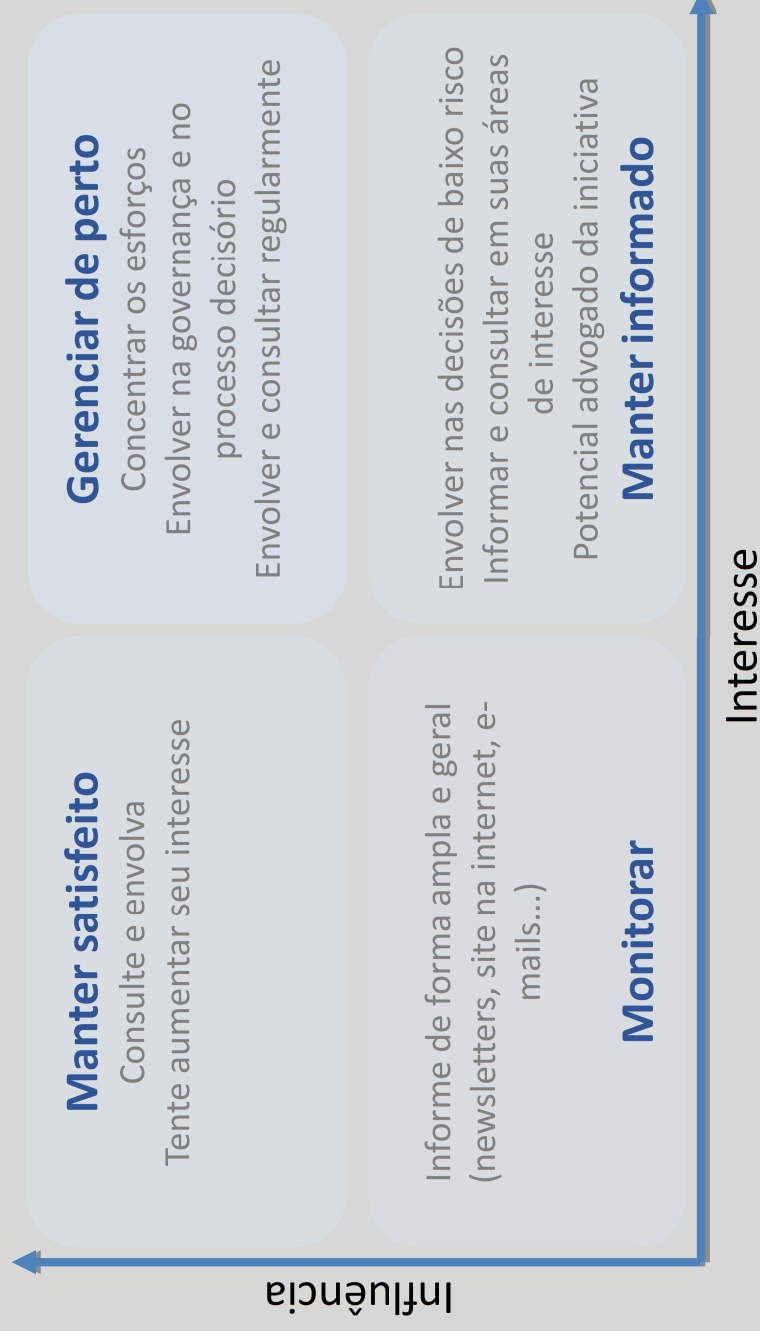 Manter satisfeito
Consulte e envolva
Tente aumentar seu interesse
Gerenciar de perto
Concentrar os esforços
Envolver na governança e no
processo decisório
Envolver e consultar regularmente
Informe de forma ampla e geral
(newsletters, site na internet, e-
mails...)
Monitorar
Envolver nas decisões de baixo risco
Informar e consultar em suas áreas
de interesse
Potencial advogado da iniciativa
Manter informado
Influência
Interesse